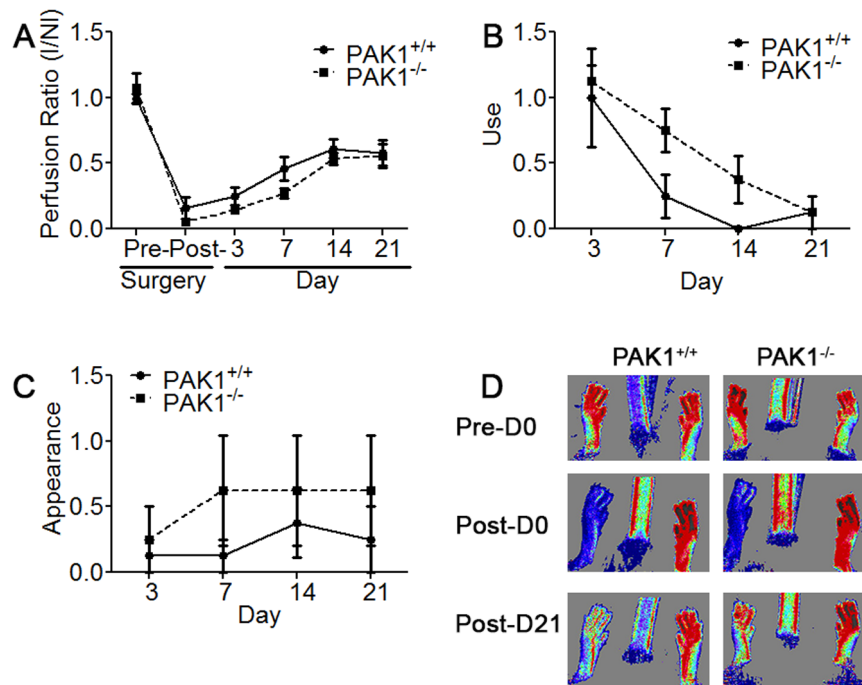 A
Perfusion Ratio (I/NI)
1.5
1.0
0.5
0.0
PAK1+/+
PAK1-/-
Pre-Post- 3 7 14 21
Surgery Day
B
Use
1.5
1.0
0.5
0.0
PAK1+/+
PAK1-/-
3 7 14 21
Day
C
Appearance
1.5
1.0
0.5
0.0
PAK1+/+
PAK1-/-
3 7 14 21
Day
D
PAK1+/+ PAK1-/-
Pre-D0
Post-D0
Post-D21